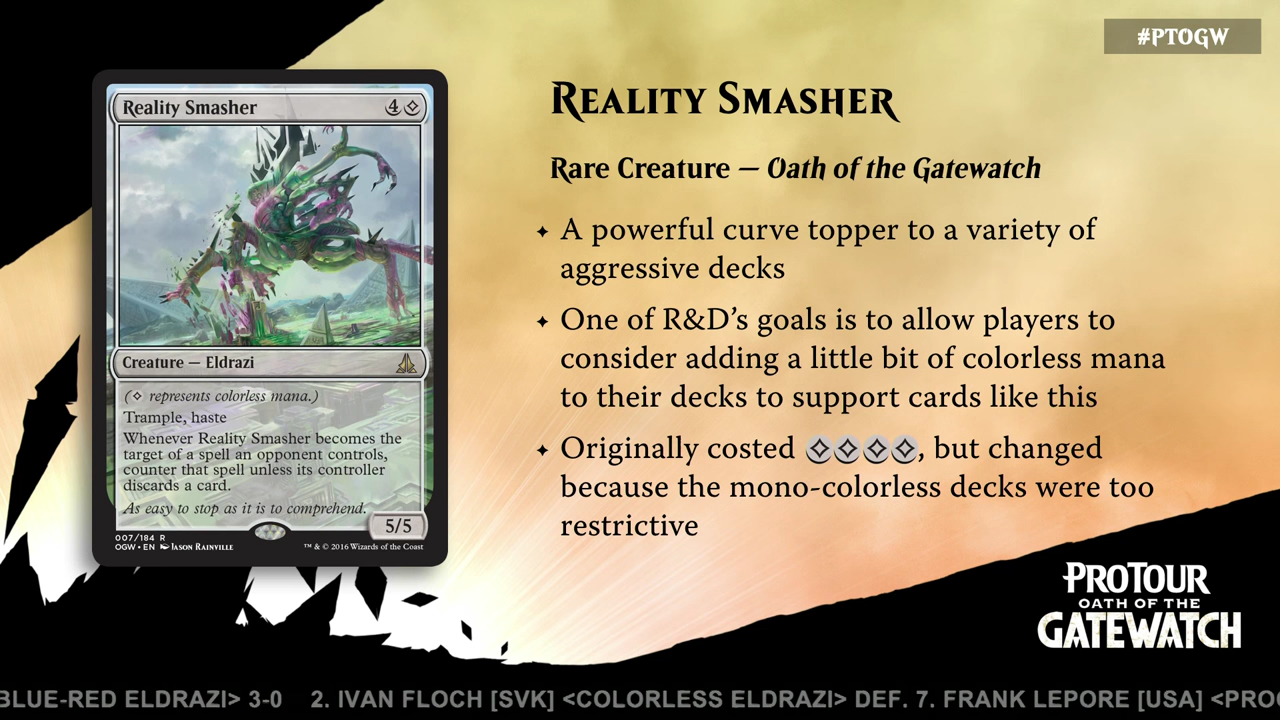 #PTOGW
Reality Smasher 4
Creature — Eldrazi
(◇ represents colorless mana.)
Trample, haste
Whenever Reality Smasher becomes the
target of a spell an opponent controls,
counter that spell unless its controller
discards a card.
As easy to stop as it is to comprehend.
5/5
007/184 R
OGW • EN JASON RAINVILLE
™ & © 2016 Wizards of the Coast
REALITY SMASHER
Rare Creature — Oath of the Gatewatch
A powerful curve topper to a variety of
aggressive decks
One of R&D's goals is to allow players to
consider adding a little bit of colorless mana
to their decks to support cards like this
Originally costed ◇◇◇◇, but changed
because the mono-colorless decks were too
restrictive
PROTOUR
OATH OF THE
GATEWATCH
BLUE-RED ELDRAZI> 3-0 2. IVAN FLOCH [SVK] <COLORLESS ELDRAZI> DEF. 7. FRANK LEPORE [USA] <PRO